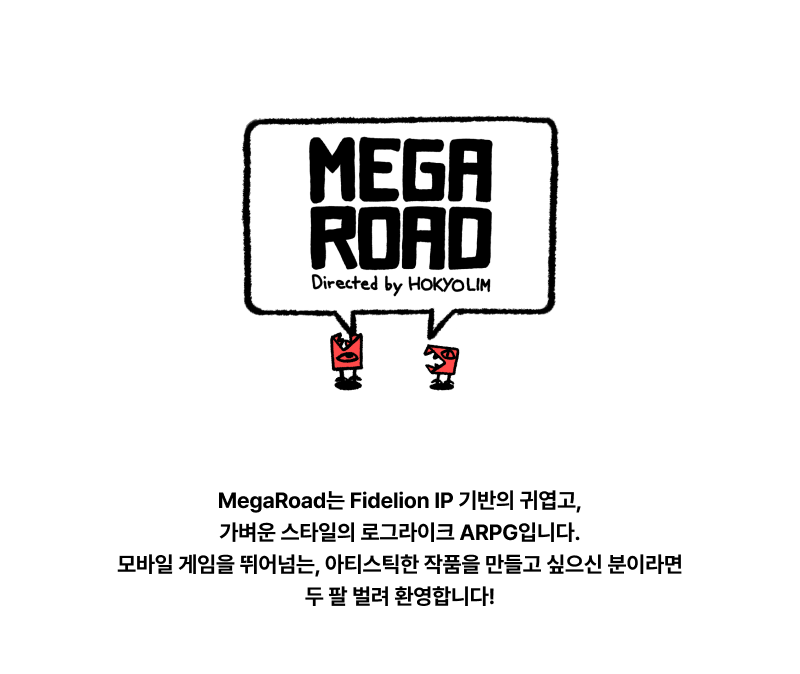 MEGA
ROAD
Directed by HOKYOLIM
MegaRoad는 Fidelion IP 기반의 귀엽고,
가벼운 스타일의 로그라이크 ARPG입니다.
모바일 게임을 뛰어넘는, 아티스틱한 작품을 만들고 싶으신 분이라면
두 팔 벌려 환영합니다!